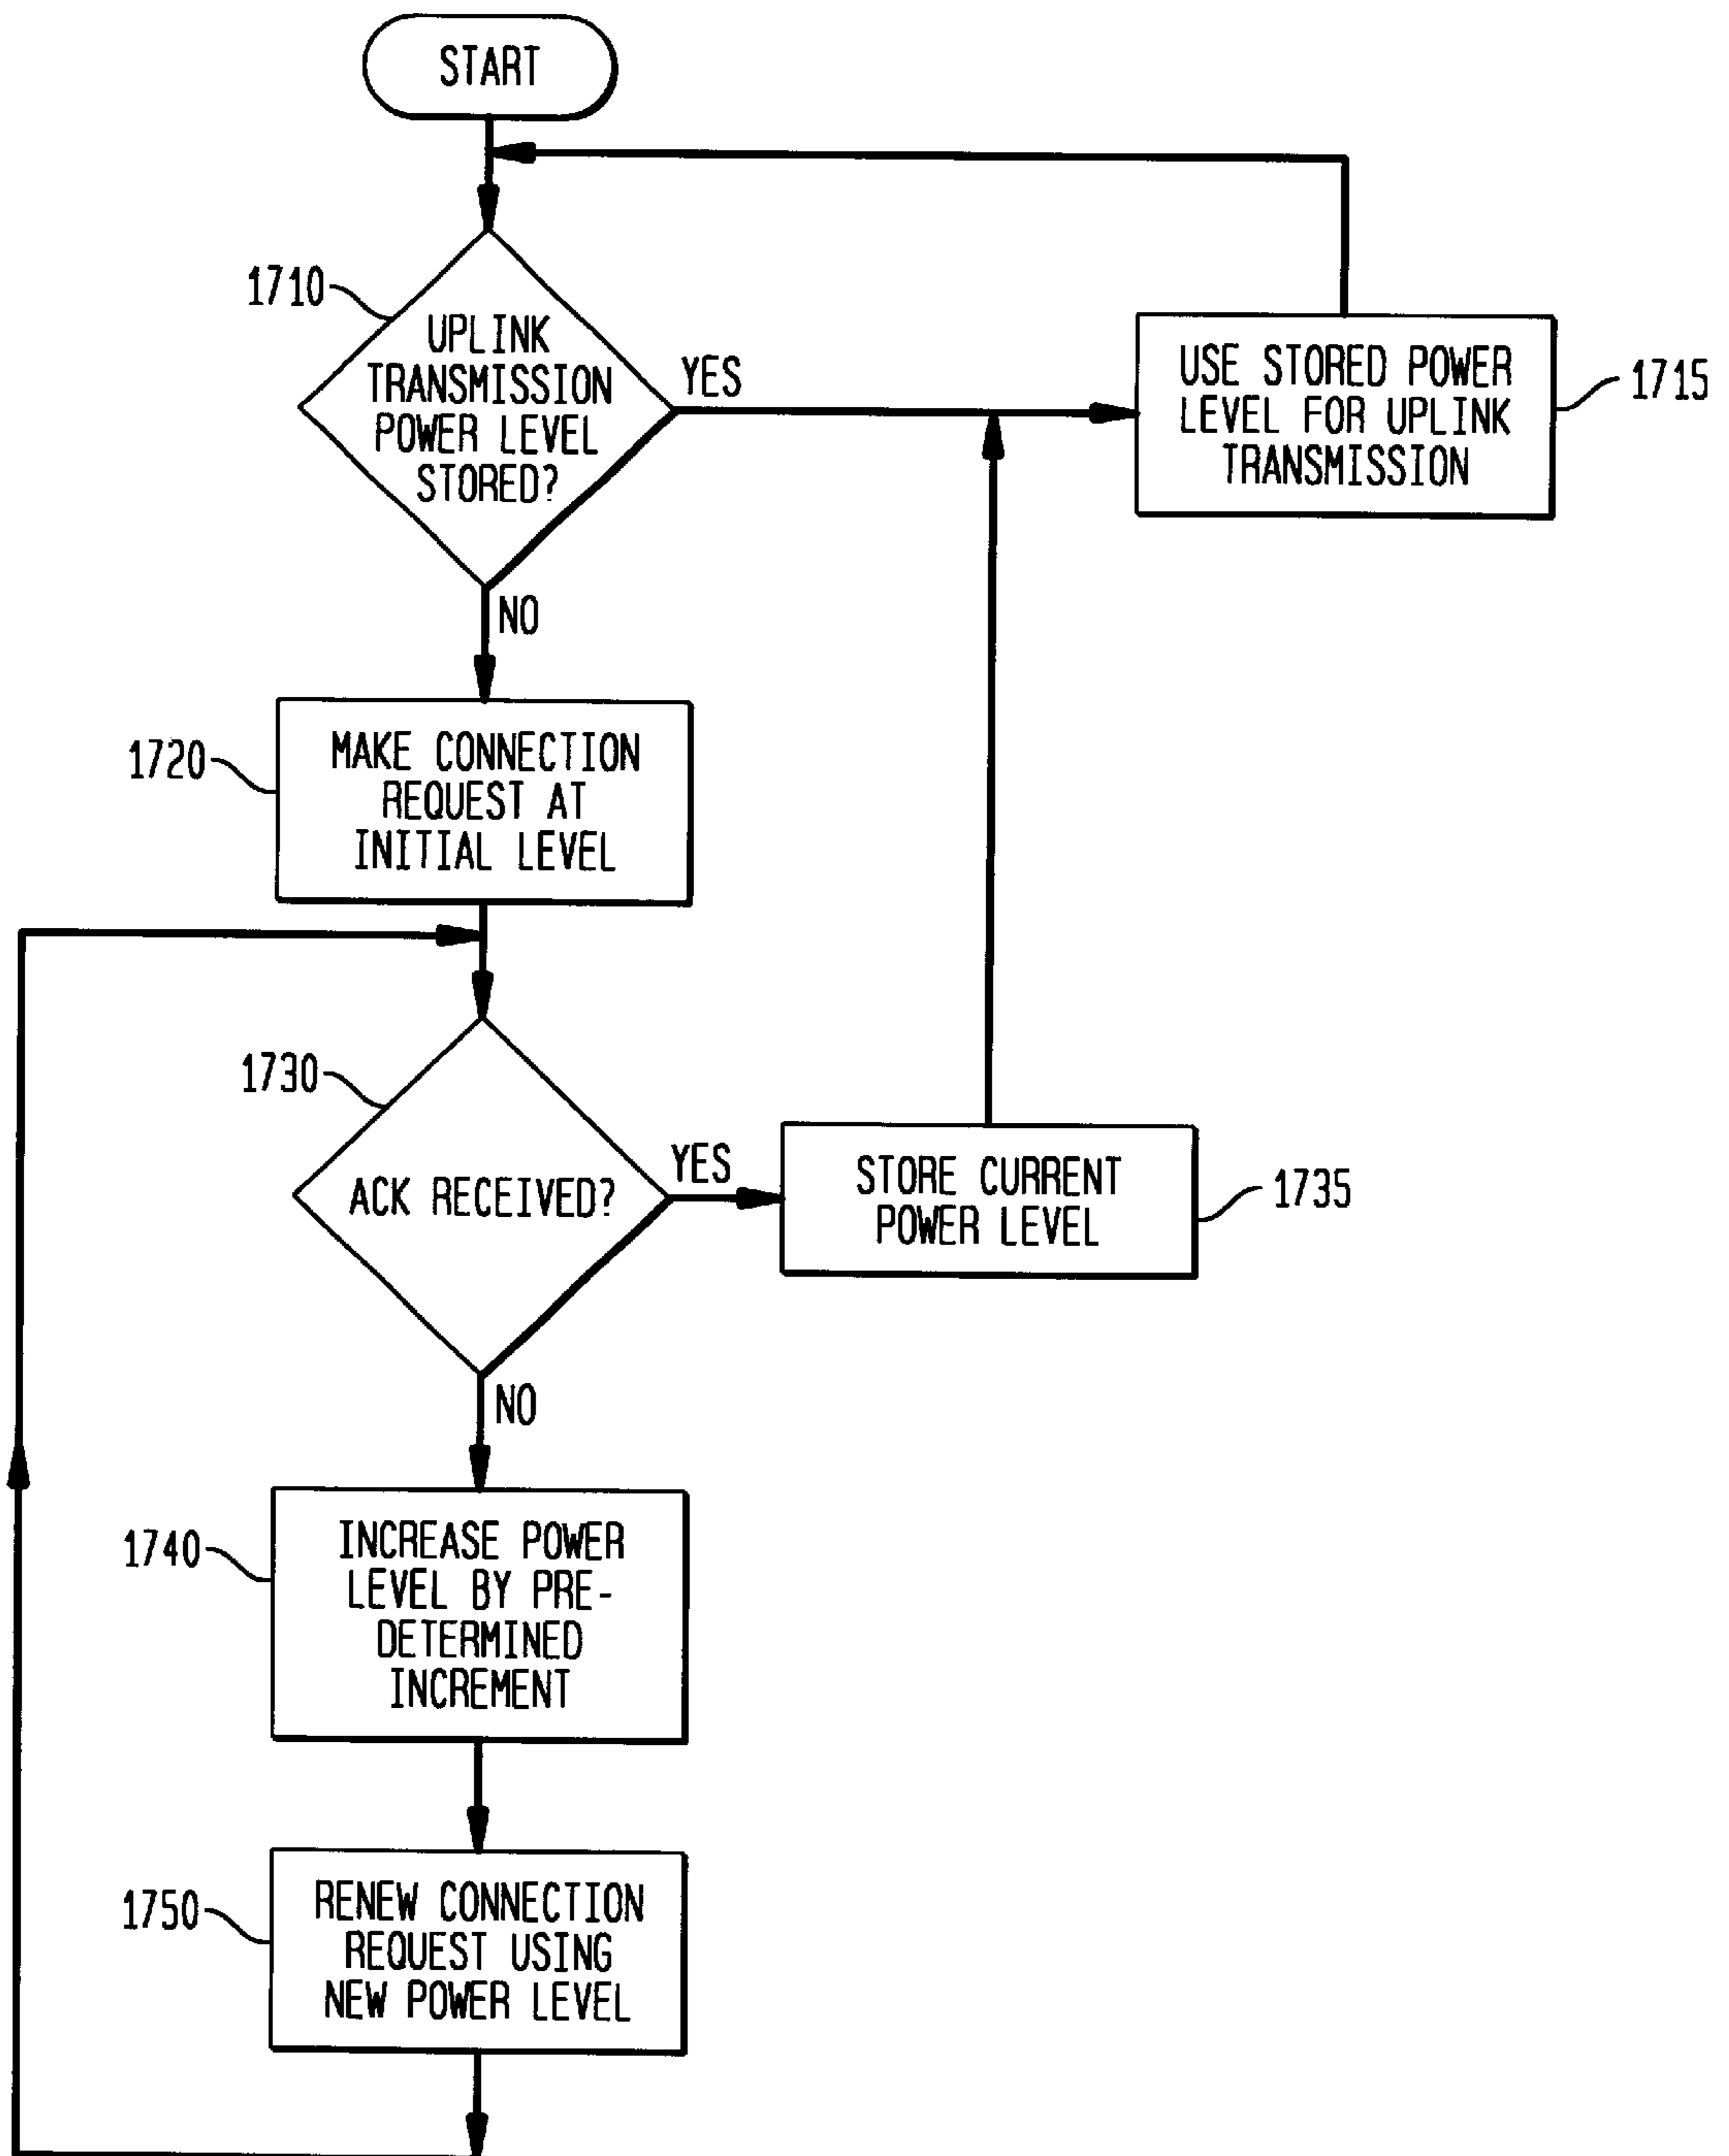 START
1710
UPLINK
TRANSMISSION
POWER LEVEL
STORED?
YES
USE STORED POWER
LEVEL FOR UPLINK
TRANSMISSION
1715
NO
1720
MAKE CONNECTION
REQUEST AT
INITIAL LEVEL
1730
ACK RECEIVED?
YES
STORE CURRENT
POWER LEVEL
1735
NO
1740
INCREASE POWER
LEVEL BY PRE-
DETERMINED
INCREMENT
1750
RENEW CONNECTION
REQUEST USING
NEW POWER LEVEL